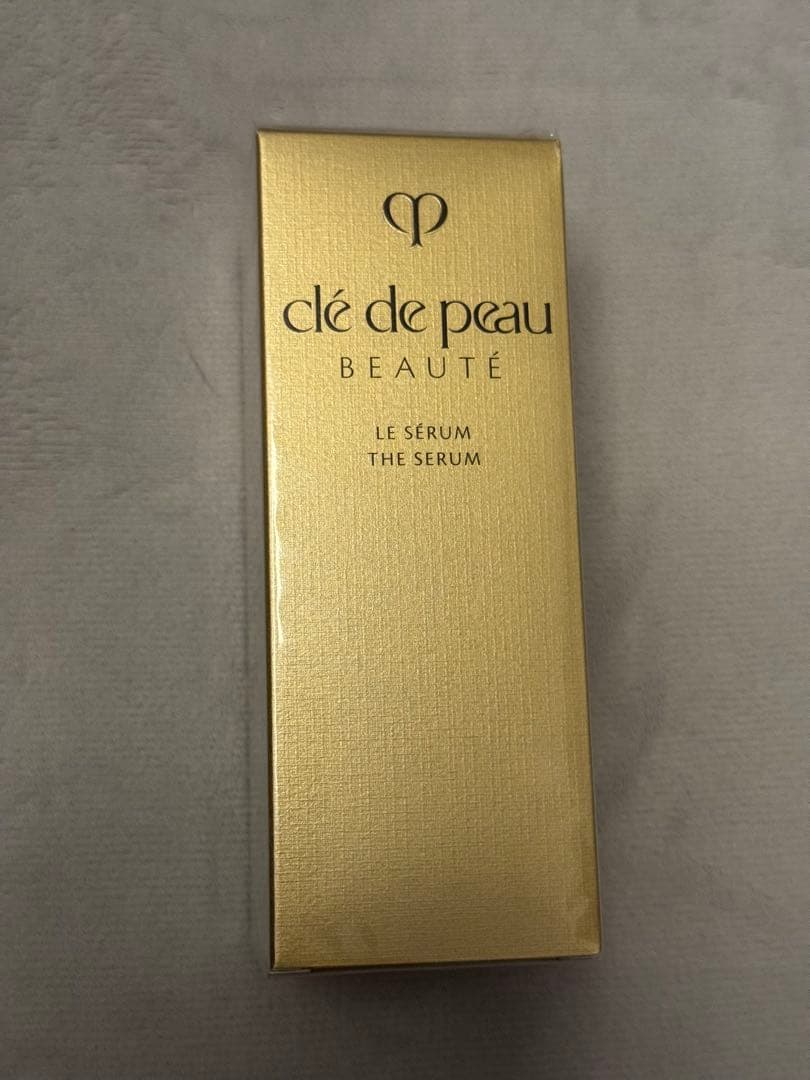 clé de peau
BEAUTÉ
LE SÉRUM
THE SERUM